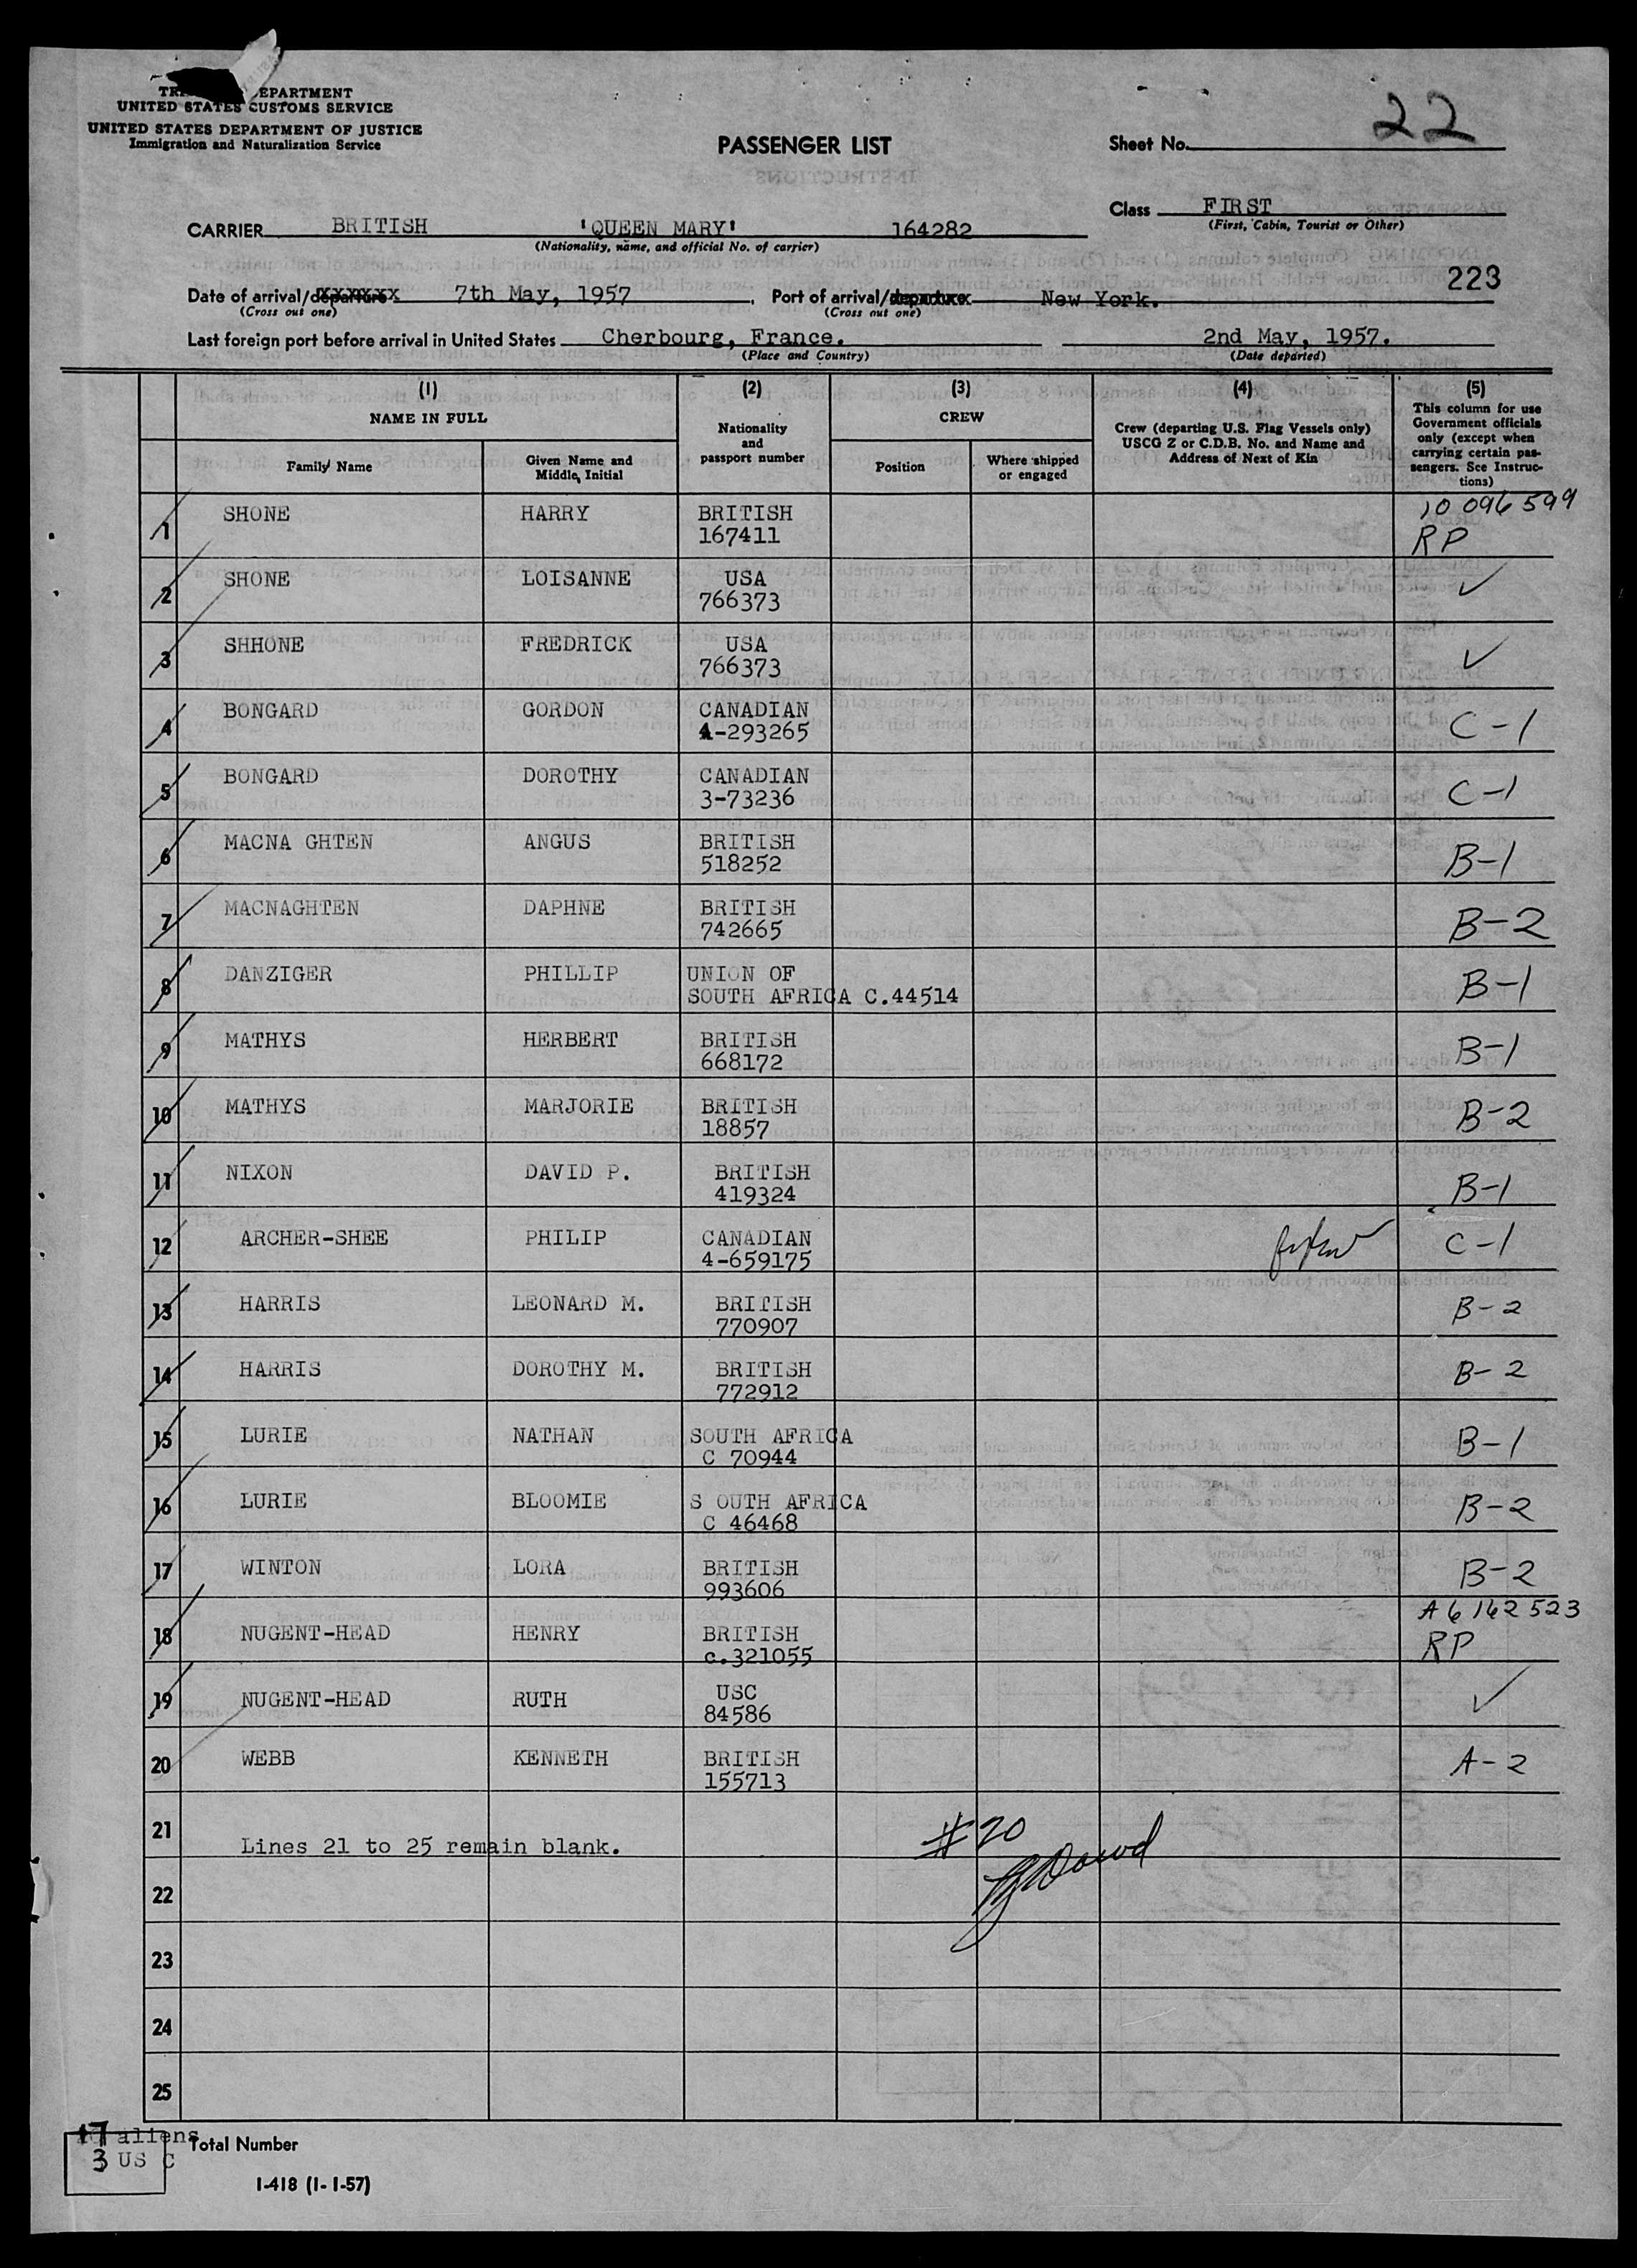 EPARTMENT
UNITED STATES CUSTOMS SERVICE
UNITED STATES DEPARTMENT OF JUSTICE
Immigration and Naturalization Service
PASSENGER LIST
Sheet No. 22
Class FIRST
(First, Cabin, Tourist or Other)
CARRIER BRITISH 'QUEEN MARY' 164282
(Nationality, name, and official No. of carrier)
223
Date of arrival/departure 7th May, 1957. Port of arrival/departure New York.
(Cross out one) (Cross out one)
Last foreign port before arrival in United States Cherbourg, France. 2nd May, 1957.
(Place and Country) (Date departed)
(1) (2) (3) (4) (5)
NAME IN FULL
Family Name
Given Name and
Middle Initial
Nationality
and
passport number
CREW
Position
Where shipped
or engaged
Crew (departing U.S. Flag Vessels only)
USCG Z or C.D.B. No. and Name and
Address of Next of Kin
This column for use
Government officials
only (except when
carrying certain pas-
sengers. See Instruc-
tions)
1 SHONE HARRY BRITISH 10 096 599
167411 RP
2 SHONE LOISANNE USA ✓
766373
3 SHHONE FREDRICK USA ✓
766373
4 BONGARD GORDON CANADIAN C-1
4-293265
5 BONGARD DOROTHY CANADIAN C-1
3-73236
6 MACNA GHTEN ANGUS BRITISH B-1
518252
7 MACNAGHTEN DAPHNE BRITISH B-2
742665
8 DANZIGER PHILLIP UNION OF B-1
SOUTH AFRICA C.44514
9 MATHYS HERBERT BRITISH B-1
668172
10 MATHYS MARJORIE BRITISH B-2
18857
11 NIXON DAVID P. BRITISH B-1
419324
12 ARCHER-SHEE PHILIP CANADIAN C-1
4-659175
13 HARRIS LEONARD M. BRITISH B-2
770907
14 HARRIS DOROTHY M. BRITISH B-2
772912
15 LURIE NATHAN SOUTH AFRICA B-1
C 70944
16 LURIE BLOOMIE S OUTH AFRICA B-2
C 46468
17 WINTON LORA BRITISH B-2
993606
A6 162 523
18 NUGENT-HEAD HENRY BRITISH RP
c.321055
19 NUGENT-HEAD RUTH USC ✓
84586
20 WEBB KENNETH BRITISH A-2
155713
21 Lines 21 to 25 remain blank. #20
22
23
24
25
17 aliens
3 US C
Total Number
I-418 (1-1-57)